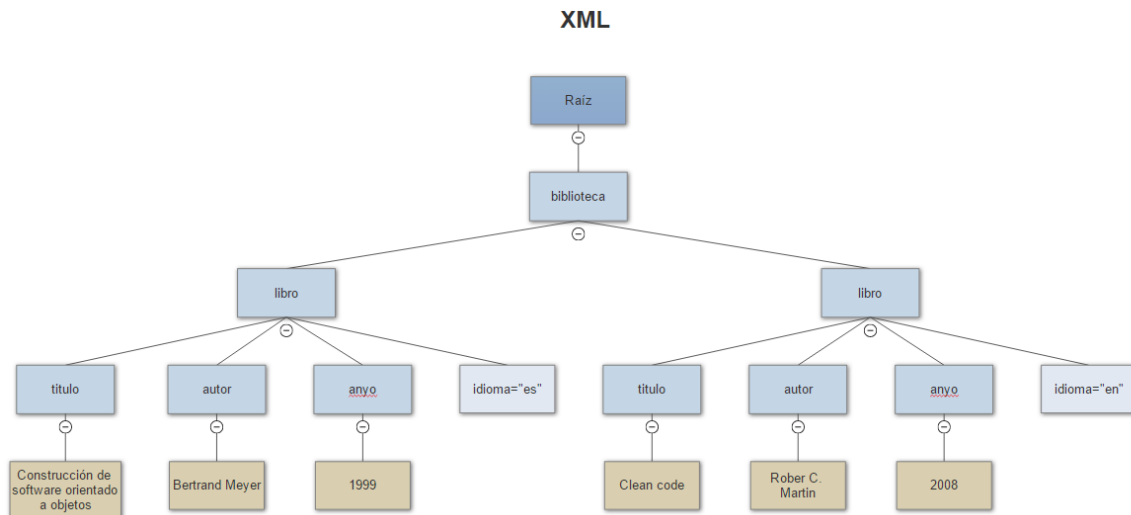 XML
Raíz
biblioteca
libro
libro
titulo
autor
anyo
idioma="es"
titulo
autor
anyo
idioma="en"
Construcción de
software orientado
a objetos
Bertrand Meyer
1999
Clean code
Rober C.
Martin
2008